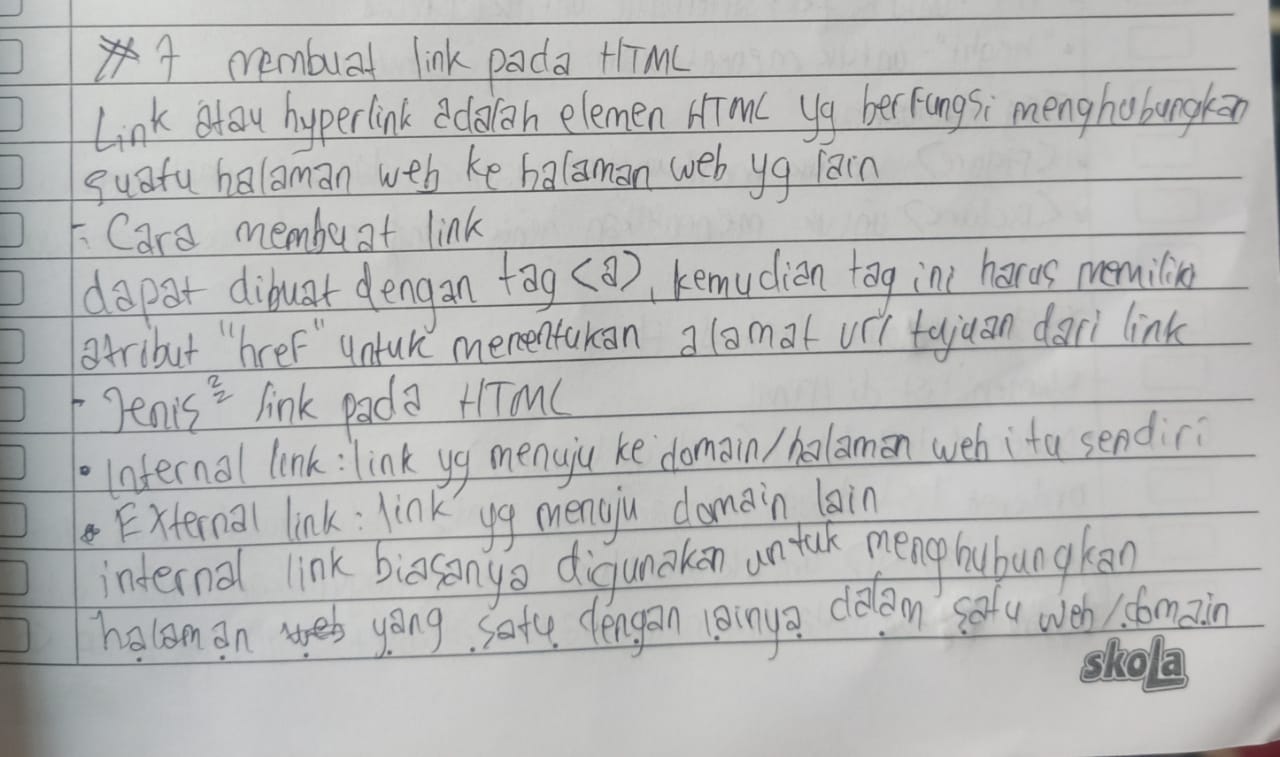 #7 membuat link pada HTML
Link atau hyperlink adalah elemen HTML yg berfungsi menghubungkan
suatu halaman web ke halaman web yg lain
- Cara membuat link
dapat dibuat dengan tag <a>, kemudian tag ini harus memiliki
atribut "href" untuk menentukan alamat url tujuan dari link
- Jenis² link pada HTML
• Internal link : link yg menuju ke domain/halaman web itu sendiri
• External link : link yg menuju domain lain
internal link biasanya digunakan untuk menghubungkan
halaman yang satu dengan lainya dalam satu web/domain
skola